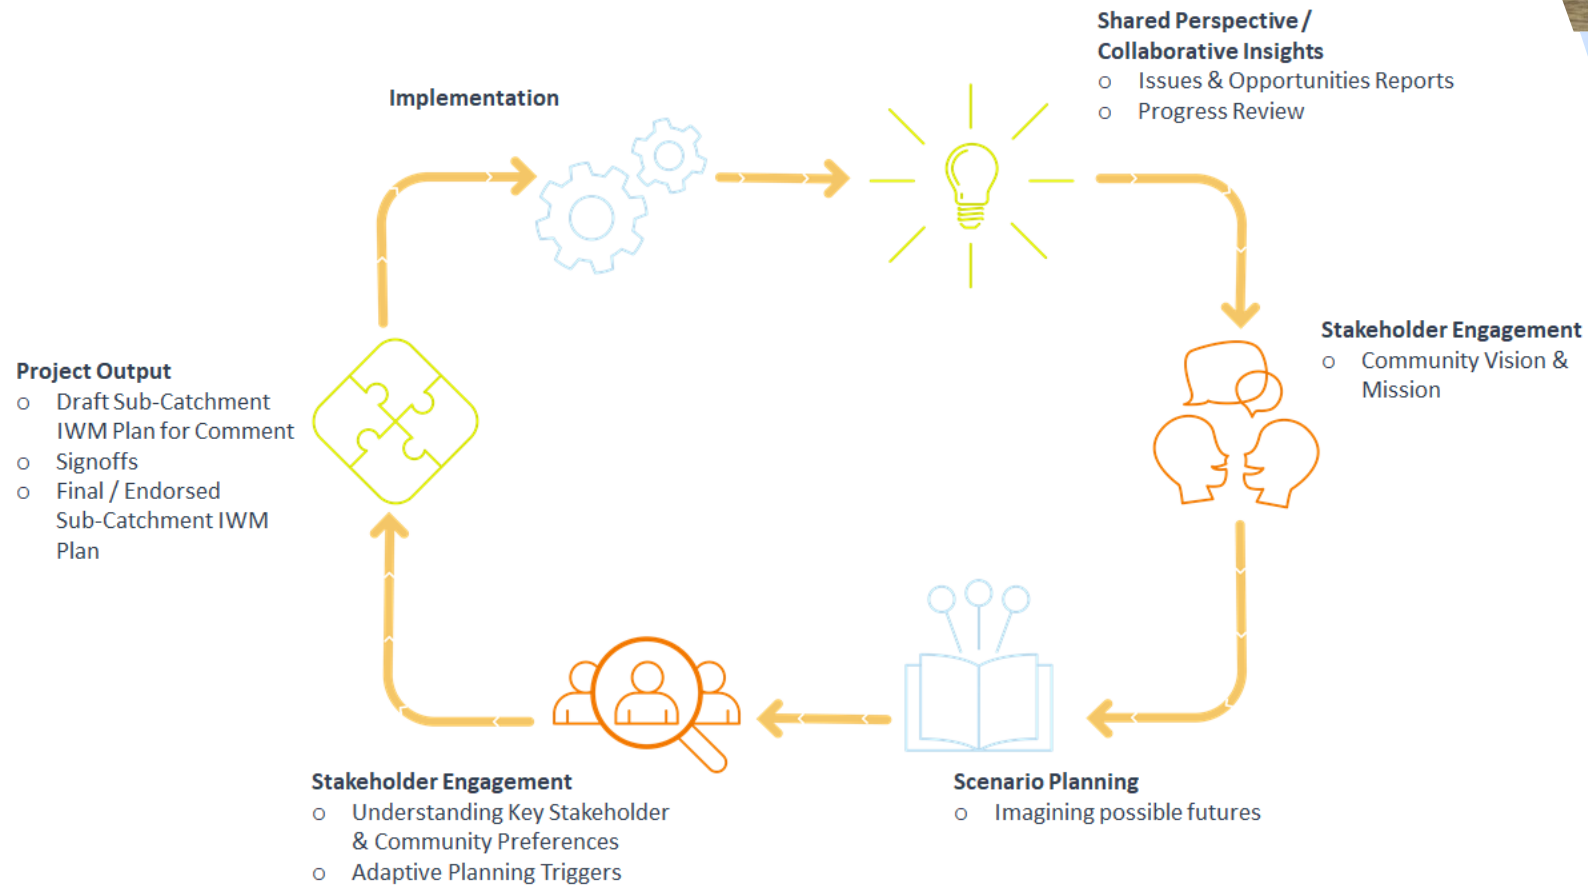 Implementation
Shared Perspective /
Collaborative Insights
o Issues & Opportunities Reports
o Progress Review
Stakeholder Engagement
o Community Vision &
Mission
Scenario Planning
o Imagining possible futures
Stakeholder Engagement
o Understanding Key Stakeholder
& Community Preferences
o Adaptive Planning Triggers
Project Output
o Draft Sub-Catchment
IWM Plan for Comment
o Signoffs
o Final / Endorsed
Sub-Catchment IWM
Plan